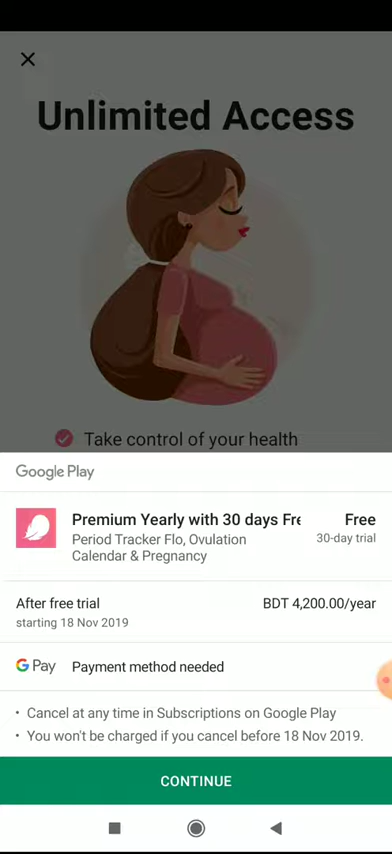 Unlimited Access
Take control of your health
Google Play
Premium Yearly with 30 days Fre
Free
Period Tracker Flo, Ovulation
30-day trial
Calendar & Pregnancy
After free trial
BDT 4,200.00/year
starting 18 Nov 2019
G Pay Payment method needed
• Cancel at any time in Subscriptions on Google Play
• You won't be charged if you cancel before 18 Nov 2019.
CONTINUE